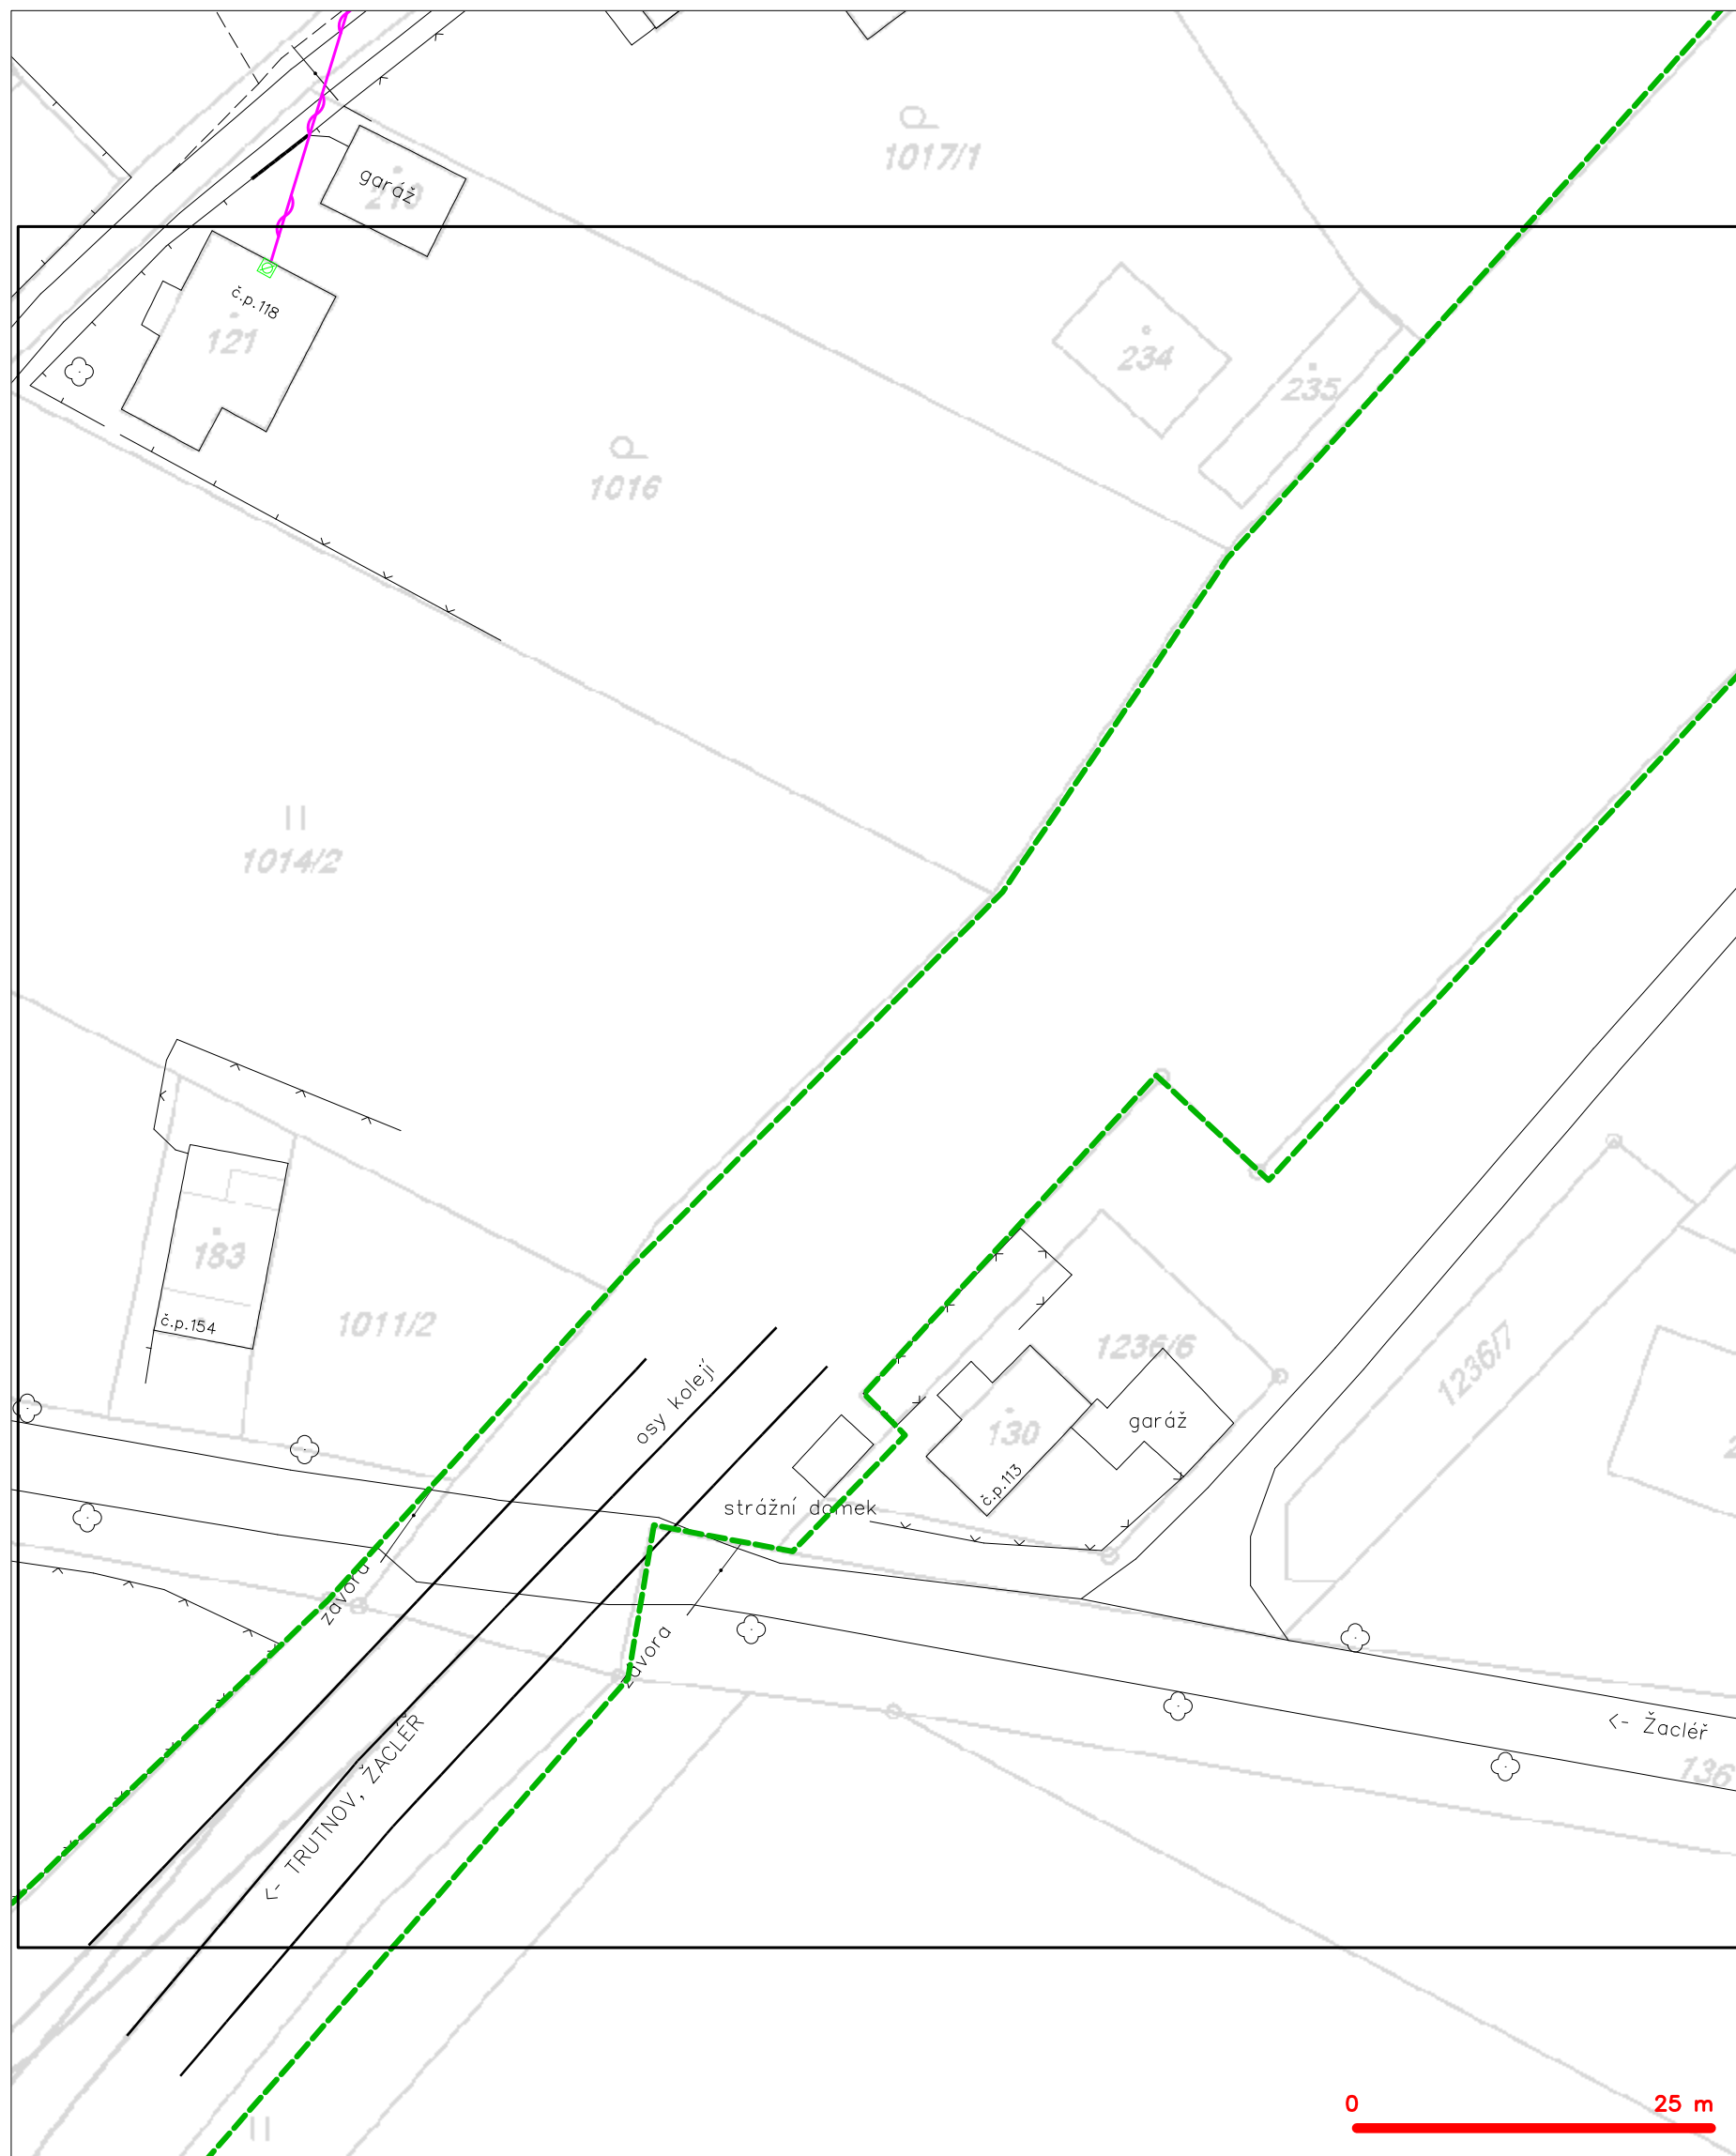 1017/1
garáž
210
č.p.118
121
234
235
1016
1014/2
183
č.p.154
1011/2
osy kolejí
1236/6
1236/7
garáž
130
č.p.113
strážní domek
závora
závora
<- Žacléř
136
<- TRUTNOV, ŽACLÉŘ
0
25 m